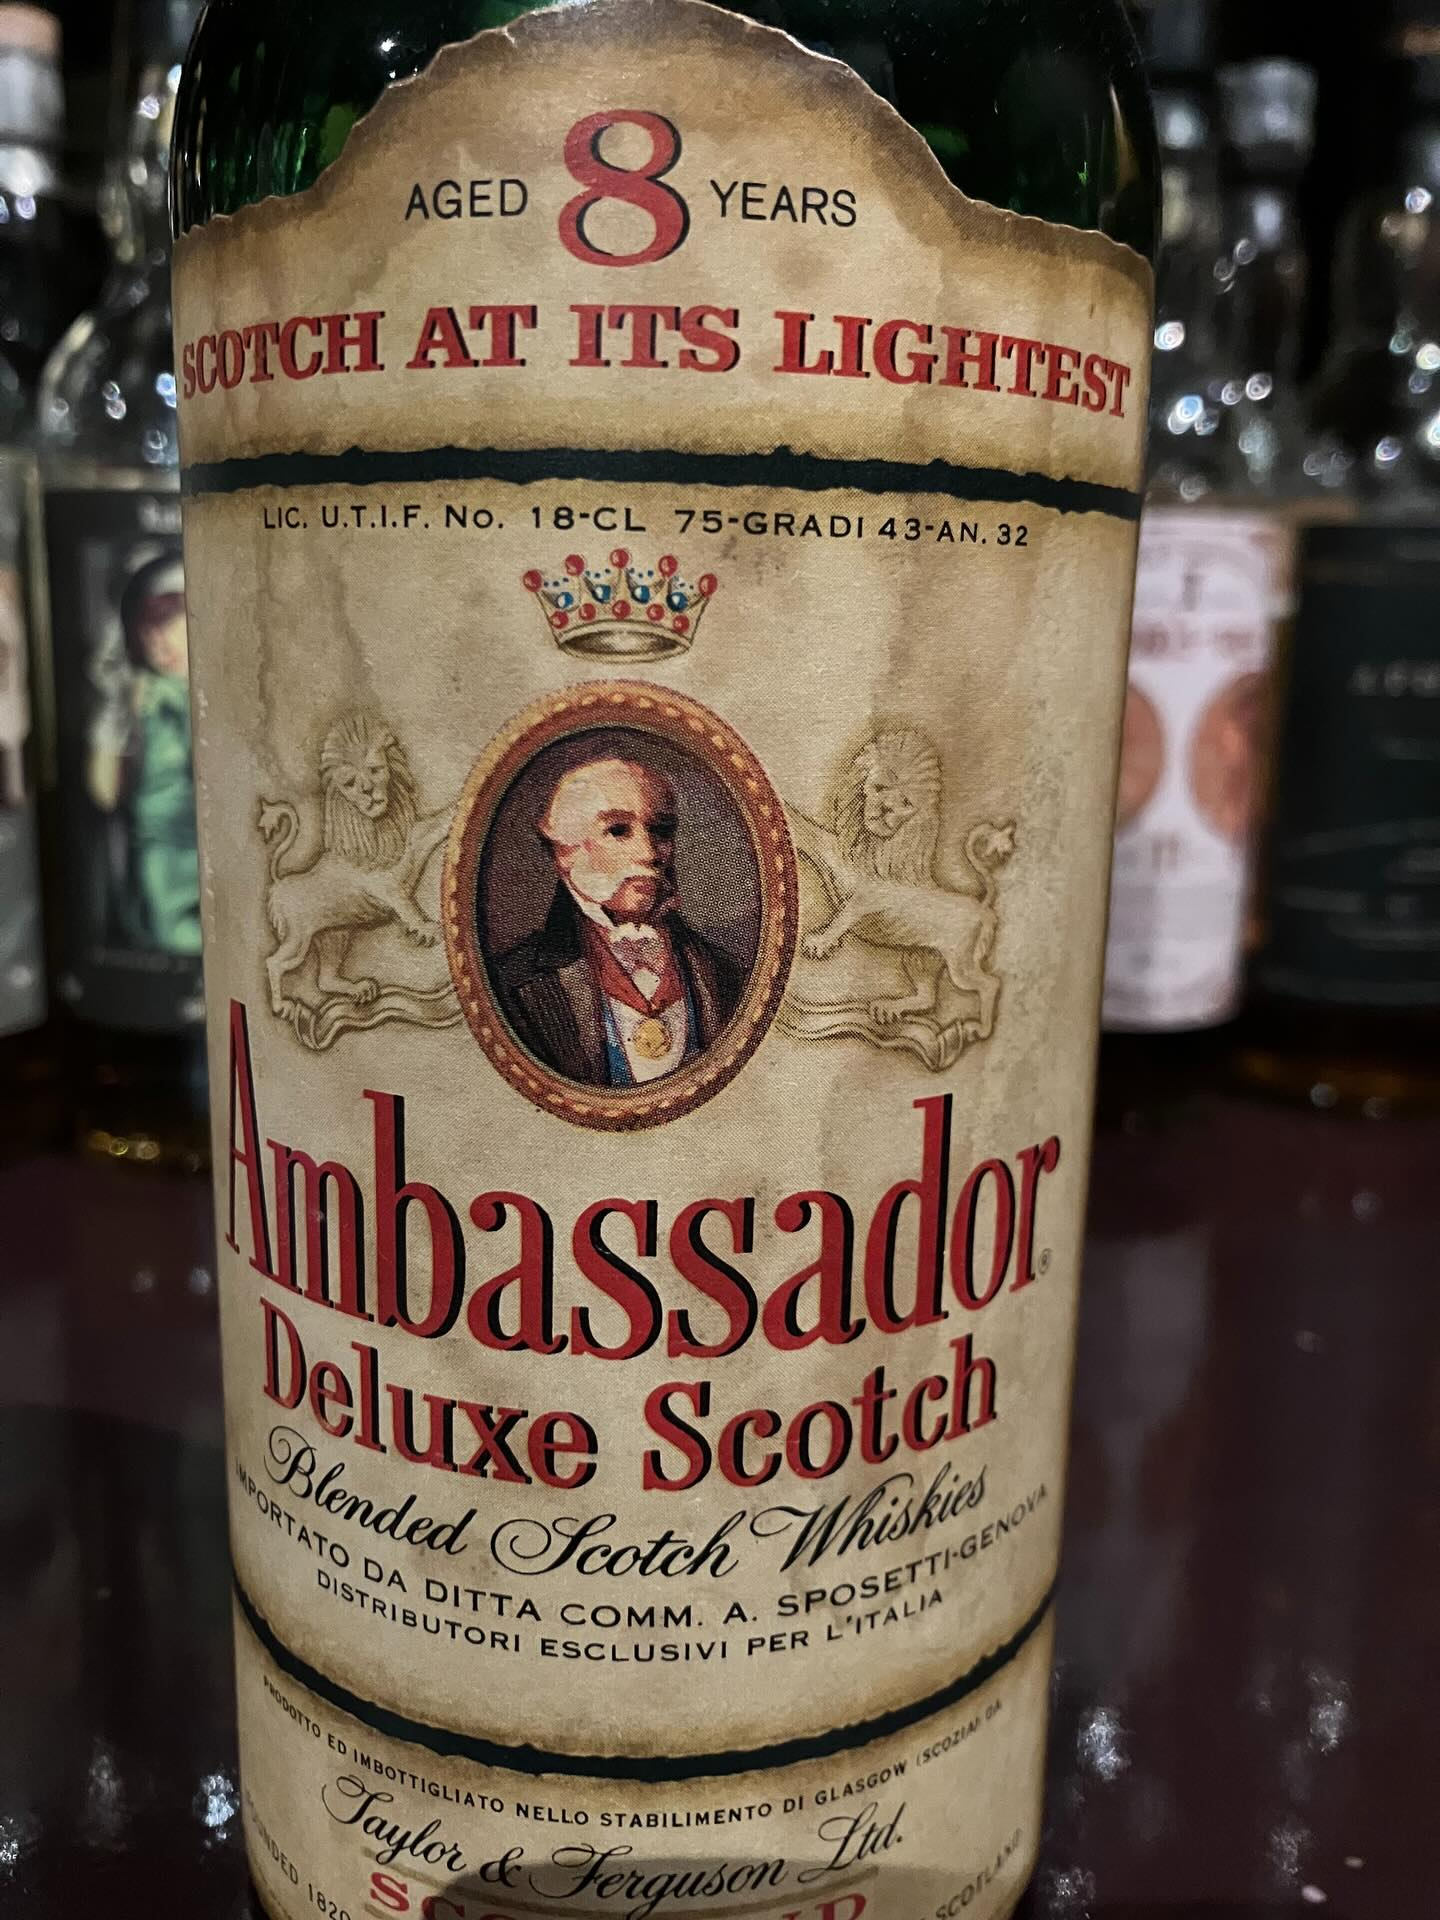 AGED 8 YEARS
SCOTCH AT ITS LIGHTEST
LIC. U.T.I.F. No. 18-CL 75-GRADI 43-AN. 32
Ambassador®
Deluxe Scotch
Blended Scotch Whiskies
IMPORTATO DA DITTA COMM. A. SPOSETTI-GENOVA
DISTRIBUTORI ESCLUSIVI PER L'ITALIA
PRODOTTO ED IMBOTTIGLIATO NELLO STABILIMENTO DI GLASGOW (SCOZIA) DA
Taylor & Ferguson Ltd.
FOUNDED 1820
SCOTLAND